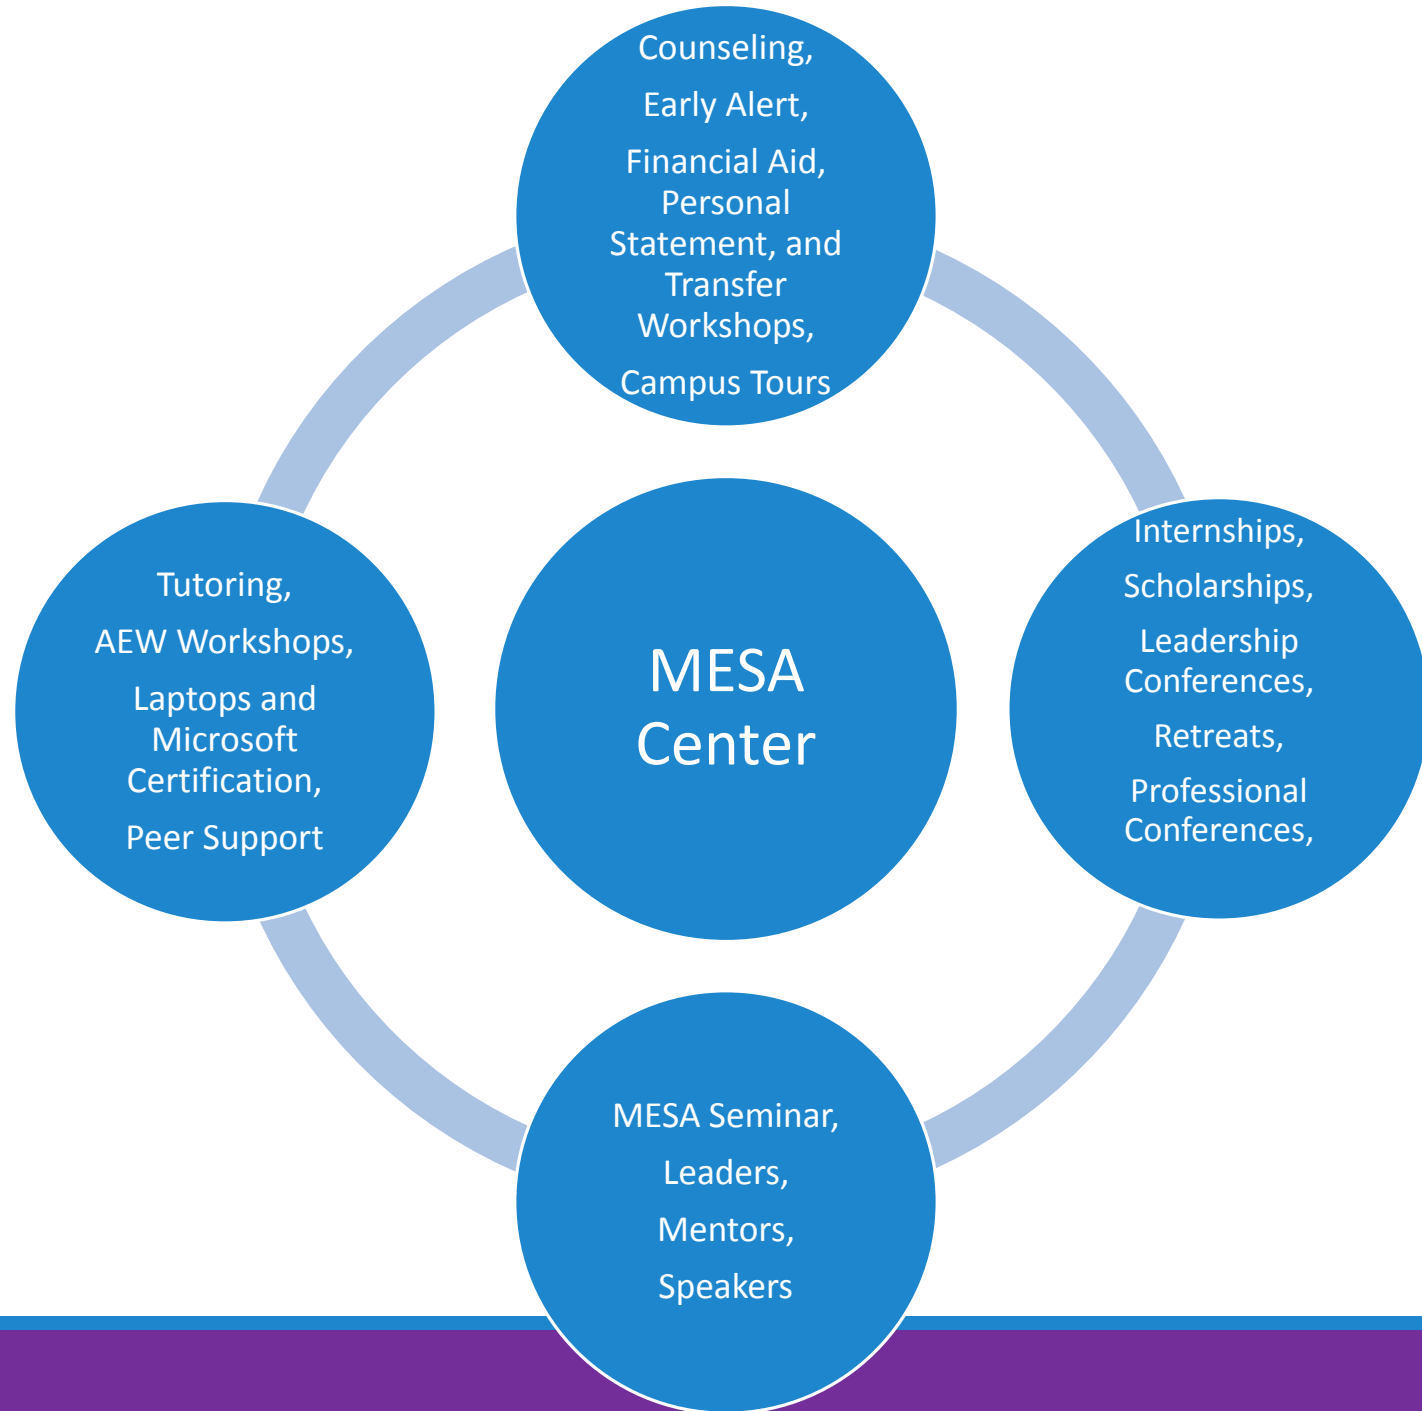 Counseling,
Early Alert,
Financial Aid,
Personal
Statement, and
Transfer
Workshops,
Campus Tours
Tutoring,
AEW Workshops,
Laptops and
Microsoft
Certification,
Peer Support
MESA
Center
Internships,
Scholarships,
Leadership
Conferences,
Retreats,
Professional
Conferences,
MESA Seminar,
Leaders,
Mentors,
Speakers